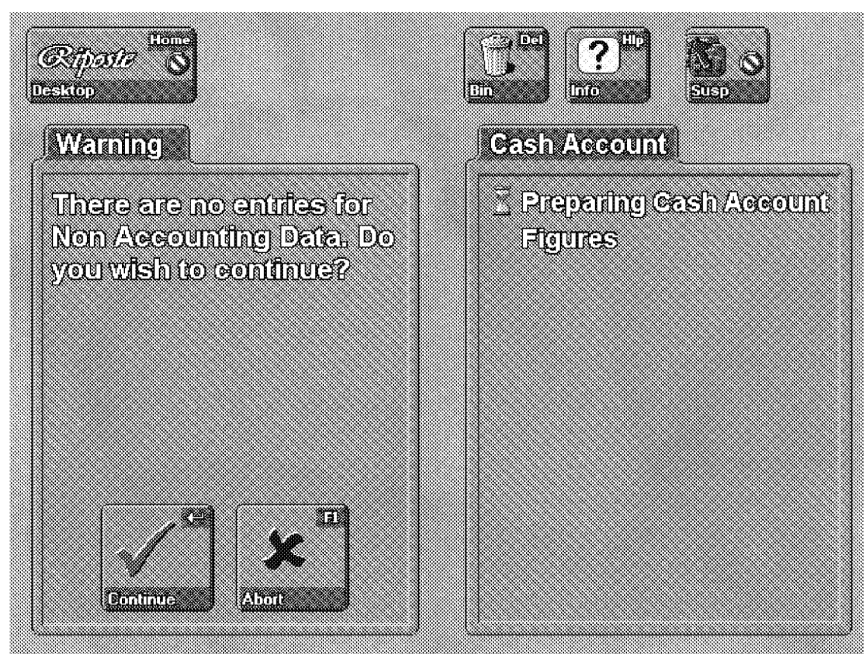 Riposte Home
Desktop
Del
Bin
Hlp
?
Info
Susp
Warning
There are no entries for
Non Accounting Data. Do
you wish to continue?
Continue
F1
Abort
Cash Account
Preparing Cash Account
Figures